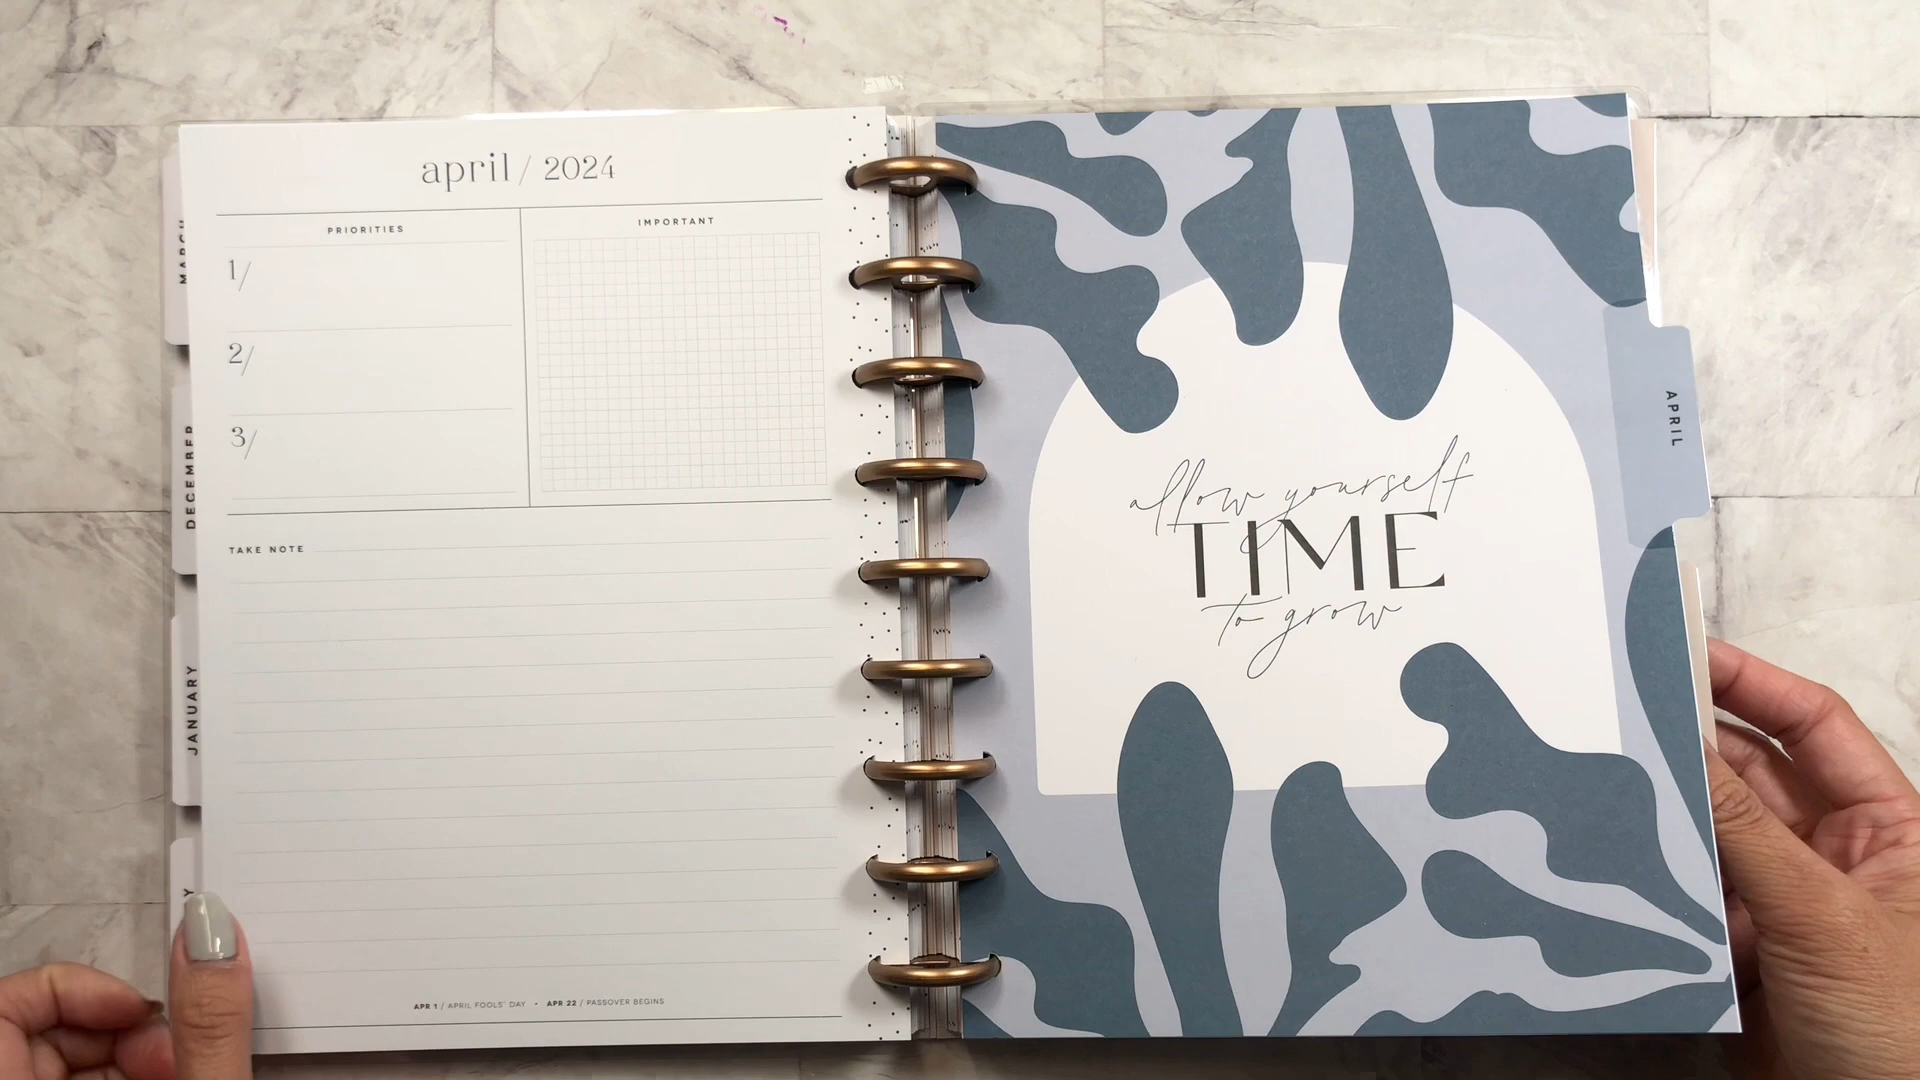 april / 2024
PRIORITIES
IMPORTANT
1/
2/
3/
TAKE NOTE
APR 1 / APRIL FOOLS' DAY • APR 22 / PASSOVER BEGINS
MARCH
DECEMBER
JANUARY
allow yourself
TIME
to grow
APRIL